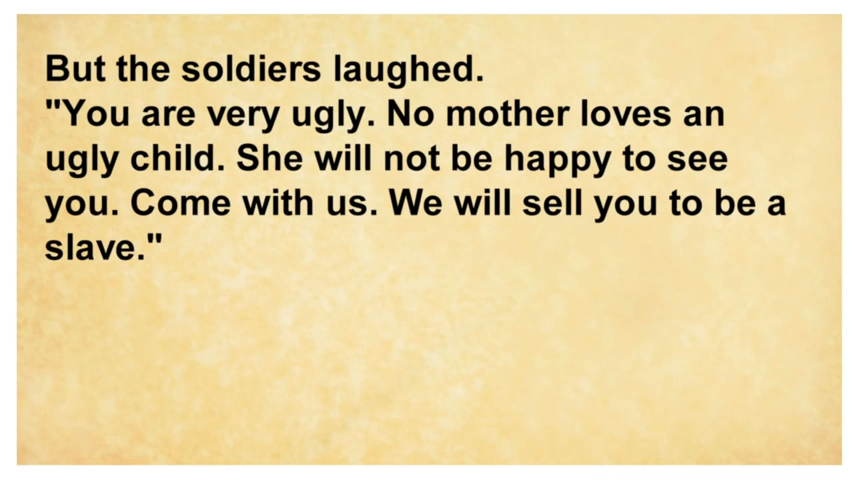 But the soldiers laughed.
"You are very ugly. No mother loves an
ugly child. She will not be happy to see
you. Come with us. We will sell you to be a
slave."